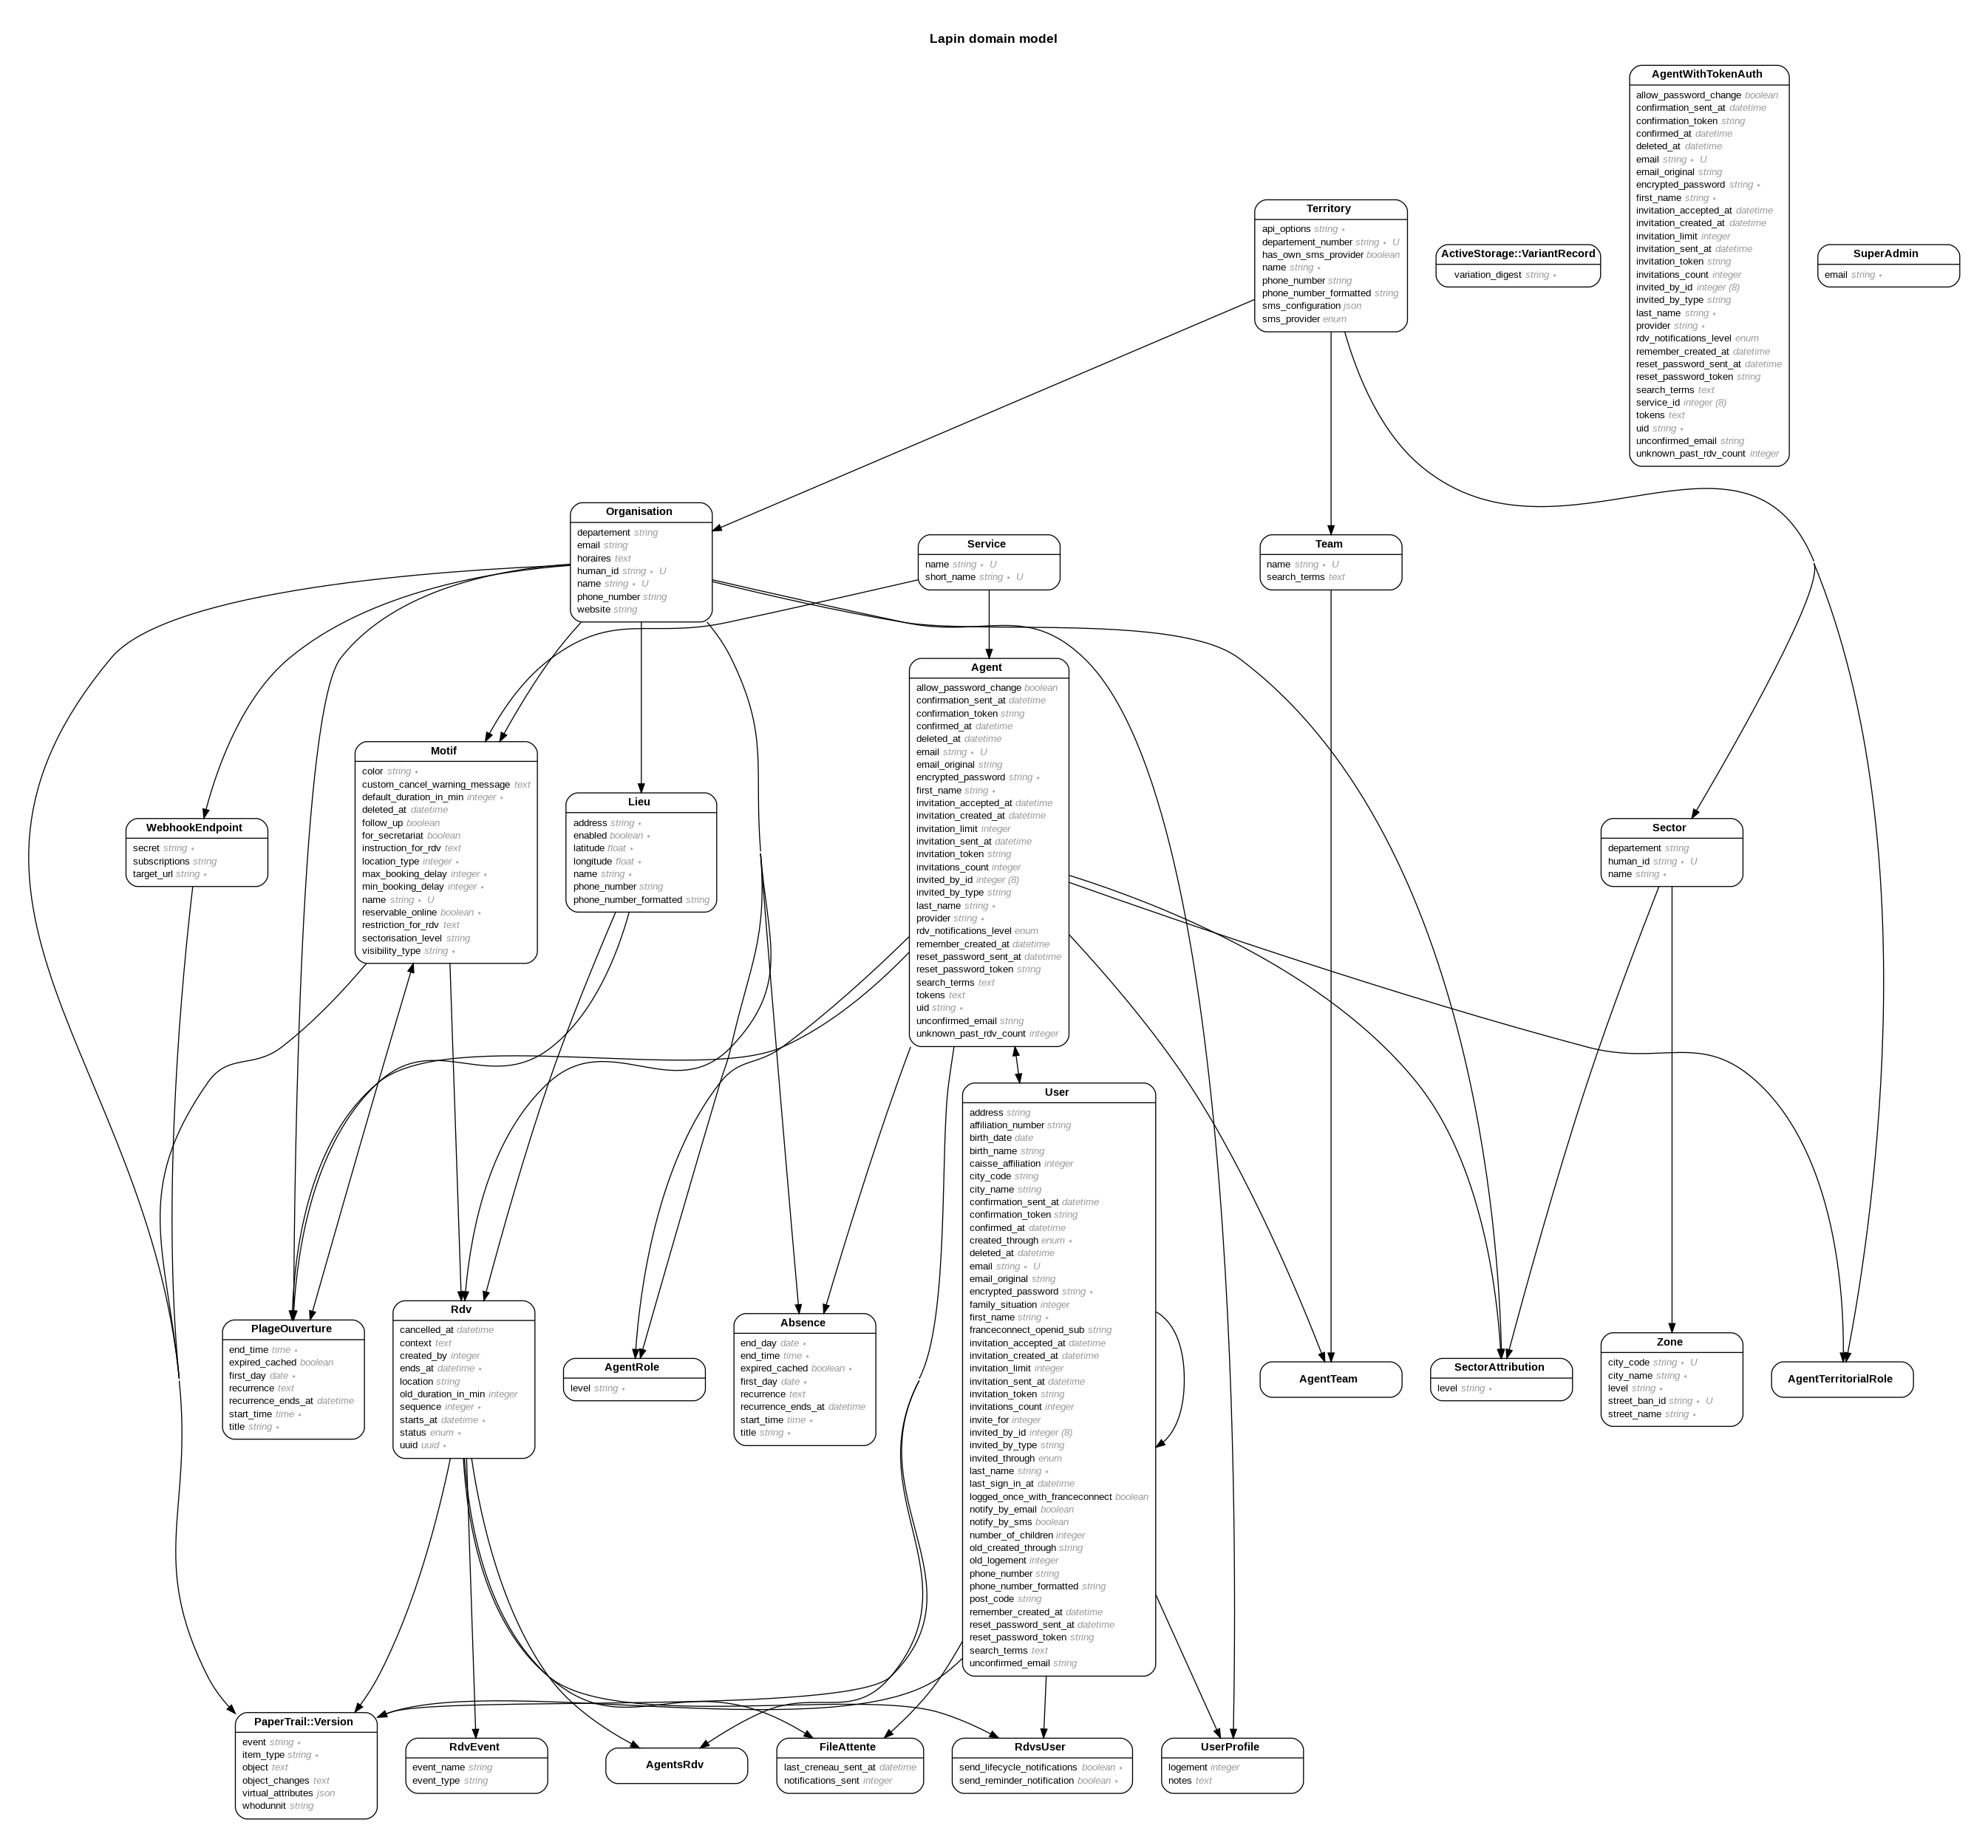 Lapin domain model
AgentWithTokenAuth
allow_password_change boolean
confirmation_sent_at datetime
confirmation_token string
confirmed_at datetime
deleted_at datetime
email string ∗ U
email_original string
encrypted_password string ∗
first_name string ∗
invitation_accepted_at datetime
invitation_created_at datetime
invitation_limit integer
invitation_sent_at datetime
invitation_token string
invitations_count integer
invited_by_id integer (8)
invited_by_type string
last_name string ∗
provider string ∗
rdv_notifications_level enum
remember_created_at datetime
reset_password_sent_at datetime
reset_password_token string
search_terms text
service_id integer (8)
tokens text
uid string ∗
unconfirmed_email string
unknown_past_rdv_count integer
Territory
api_options string ∗
departement_number string ∗ U
has_own_sms_provider boolean
name string ∗
phone_number string
phone_number_formatted string
sms_configuration json
sms_provider enum
ActiveStorage::VariantRecord
variation_digest string ∗
SuperAdmin
email string ∗
Organisation
departement string
email string
horaires text
human_id string ∗ U
name string ∗ U
phone_number string
website string
Service
name string ∗ U
short_name string ∗ U
Team
name string ∗ U
search_terms text
Agent
allow_password_change boolean
confirmation_sent_at datetime
confirmation_token string
confirmed_at datetime
deleted_at datetime
email string ∗ U
email_original string
encrypted_password string ∗
first_name string ∗
invitation_accepted_at datetime
invitation_created_at datetime
invitation_limit integer
invitation_sent_at datetime
invitation_token string
invitations_count integer
invited_by_id integer (8)
invited_by_type string
last_name string ∗
provider string ∗
rdv_notifications_level enum
remember_created_at datetime
reset_password_sent_at datetime
reset_password_token string
search_terms text
tokens text
uid string ∗
unconfirmed_email string
unknown_past_rdv_count integer
Motif
color string ∗
custom_cancel_warning_message text
default_duration_in_min integer ∗
deleted_at datetime
follow_up boolean
for_secretariat boolean
instruction_for_rdv text
location_type integer ∗
max_booking_delay integer ∗
min_booking_delay integer ∗
name string ∗ U
reservable_online boolean ∗
restriction_for_rdv text
sectorisation_level string
visibility_type string ∗
Lieu
address string ∗
enabled boolean ∗
latitude float ∗
longitude float ∗
name string ∗
phone_number string
phone_number_formatted string
WebhookEndpoint
secret string ∗
subscriptions string
target_url string ∗
Sector
departement string
human_id string ∗ U
name string ∗
User
address string
affiliation_number string
birth_date date
birth_name string
caisse_affiliation integer
city_code string
city_name string
confirmation_sent_at datetime
confirmation_token string
confirmed_at datetime
created_through enum ∗
deleted_at datetime
email string ∗ U
email_original string
encrypted_password string ∗
family_situation integer
first_name string ∗
franceconnect_openid_sub string
invitation_accepted_at datetime
invitation_created_at datetime
invitation_limit integer
invitation_sent_at datetime
invitation_token string
invitations_count integer
invite_for integer
invited_by_id integer (8)
invited_by_type string
invited_through enum
last_name string ∗
last_sign_in_at datetime
logged_once_with_franceconnect boolean
notify_by_email boolean
notify_by_sms boolean
number_of_children integer
old_created_through string
old_logement integer
phone_number string
phone_number_formatted string
post_code string
remember_created_at datetime
reset_password_sent_at datetime
reset_password_token string
search_terms text
unconfirmed_email string
PlageOuverture
end_time time ∗
expired_cached boolean
first_day date ∗
recurrence text
recurrence_ends_at datetime
start_time time ∗
title string ∗
Rdv
cancelled_at datetime
context text
created_by integer
ends_at datetime ∗
location string
old_duration_in_min integer
sequence integer ∗
starts_at datetime ∗
status enum ∗
uuid uuid ∗
AgentRole
level string ∗
Absence
end_day date ∗
end_time time ∗
expired_cached boolean ∗
first_day date ∗
recurrence text
recurrence_ends_at datetime
start_time time ∗
title string ∗
AgentTeam
SectorAttribution
level string ∗
Zone
city_code string ∗ U
city_name string ∗
level string ∗
street_ban_id string ∗ U
street_name string ∗
AgentTerritorialRole
PaperTrail::Version
event string ∗
item_type string ∗
object text
object_changes text
virtual_attributes json
whodunnit string
RdvEvent
event_name string
event_type string
AgentsRdv
FileAttente
last_creneau_sent_at datetime
notifications_sent integer
RdvsUser
send_lifecycle_notifications boolean ∗
send_reminder_notification boolean ∗
UserProfile
logement integer
notes text